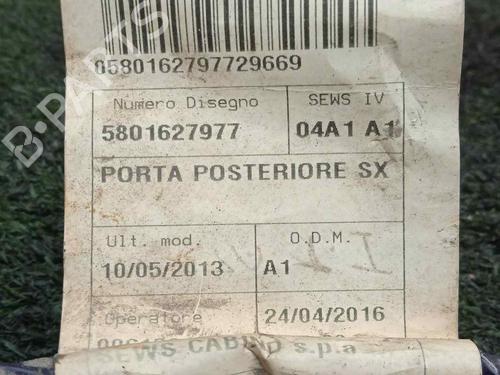 0580162797729669
Numero Disegno SEWS IV
5801627977 04A1 A1
PORTA POSTERIORE SX
Ult. mod. O.D.M.
10/05/2013 A1
Operatore 24/04/2016
SEWS CABIND s.p.a
B-PARTS